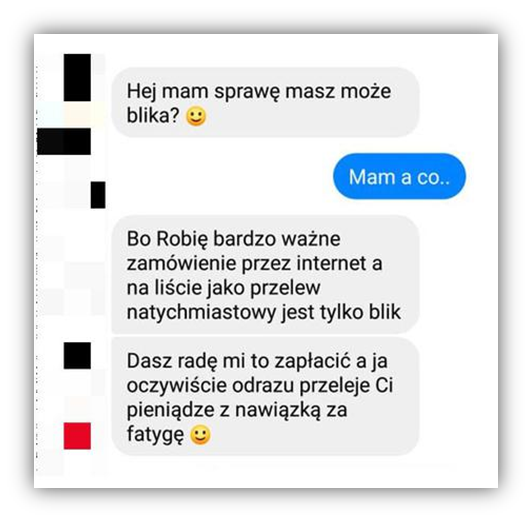 Hej mam sprawę masz może
blika? 🙂
Mam a co..
Bo Robię bardzo ważne
zamówienie przez internet a
na liście jako przelew
natychmiastowy jest tylko blik
Dasz radę mi to zapłacić a ja
oczywiście odrazu przeleje Ci
pieniądze z nawiązką za
fatygę 🙂